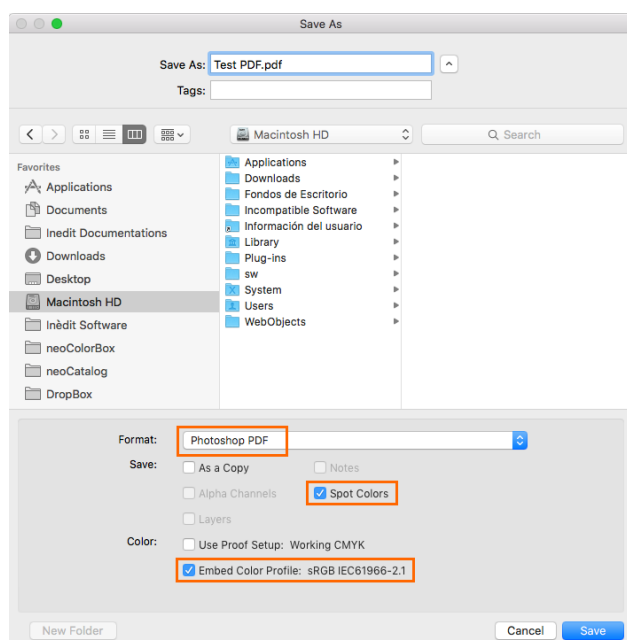 Save As
Save As: Test PDF.pdf
Tags:
Macintosh HD
Search
Favorites
Applications
Documents
Inedit Documentations
Downloads
Desktop
Macintosh HD
Inèdit Software
neoColorBox
neoCatalog
DropBox
Applications
Downloads
Fondos de Escritorio
Incompatible Software
Información del usuario
Library
Plug-ins
sw
System
Users
WebObjects
Format: Photoshop PDF
Save: As a Copy Notes
Alpha Channels Spot Colors
Layers
Color: Use Proof Setup: Working CMYK
Embed Color Profile: sRGB IEC61966-2.1
New Folder Cancel Save